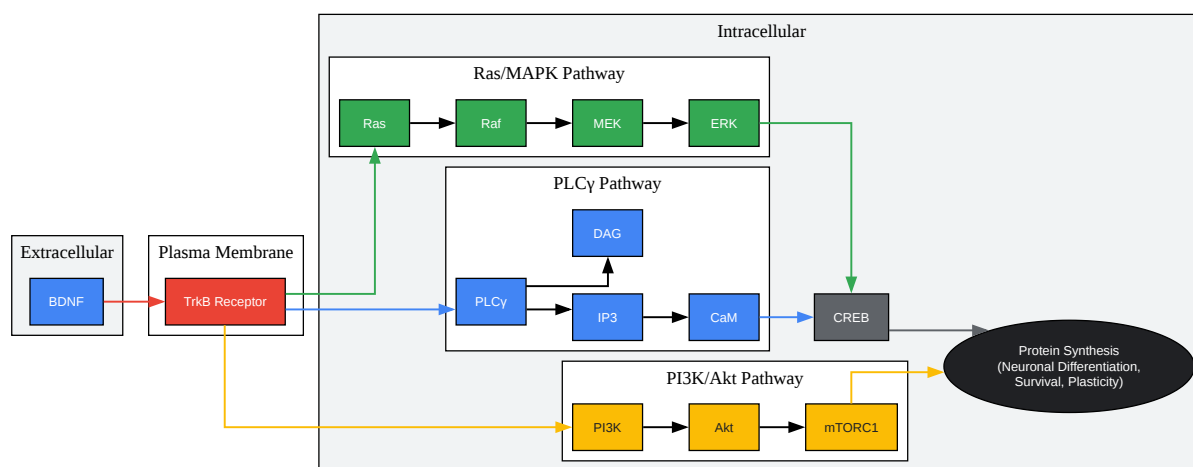 Intracellular
Ras/MAPK Pathway
Ras
Raf
MEK
ERK
PLCγ Pathway
DAG
Extracellular
Plasma Membrane
BDNF
TrkB Receptor
PLCγ
IP3
CaM
CREB
Protein Synthesis
(Neuronal Differentiation,
Survival, Plasticity)
PI3K/Akt Pathway
PI3K
Akt
mTORC1